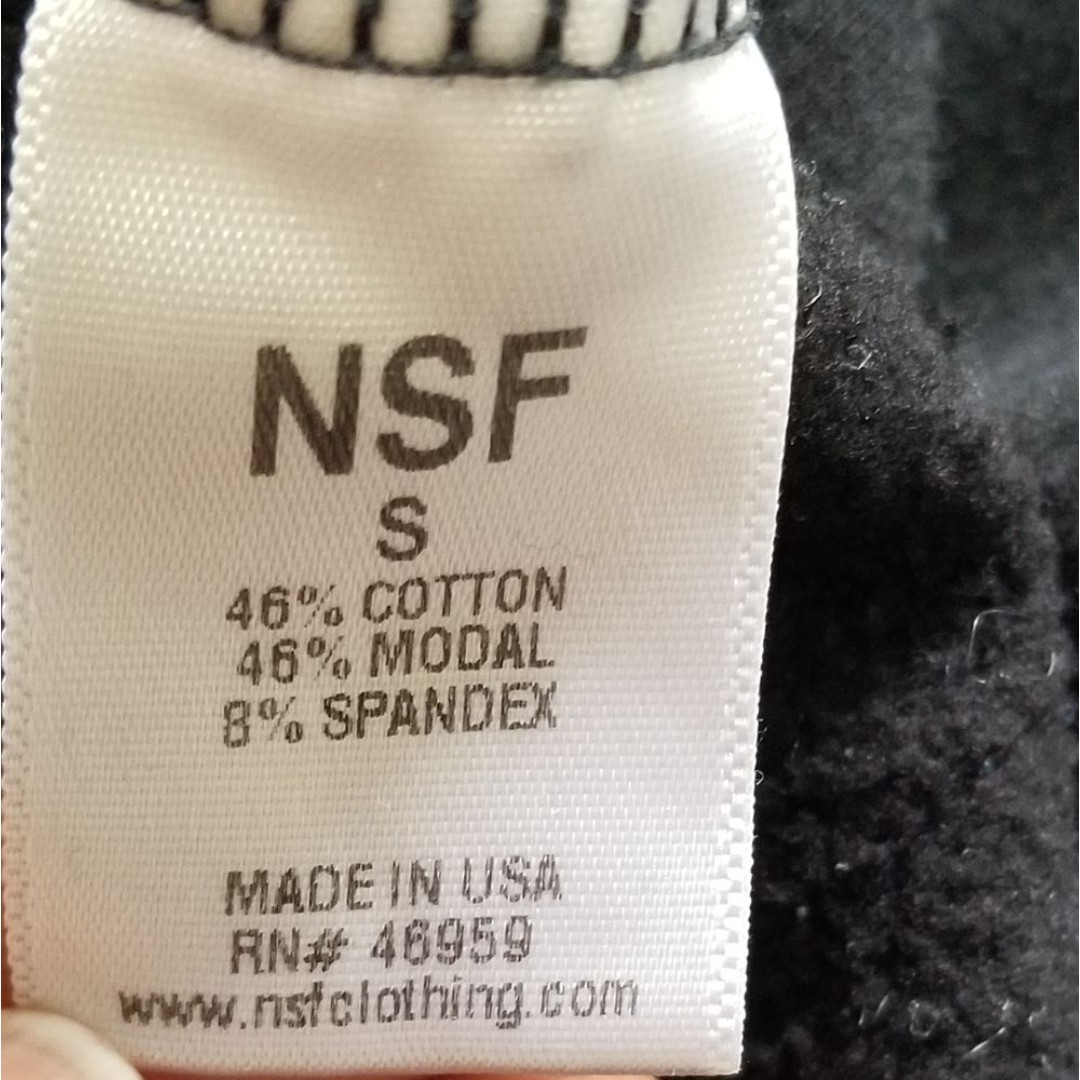 NSF
S
46% COTTON
46% MODAL
8% SPANDEX
MADE IN USA
RN# 46959
www.nsfclothing.com